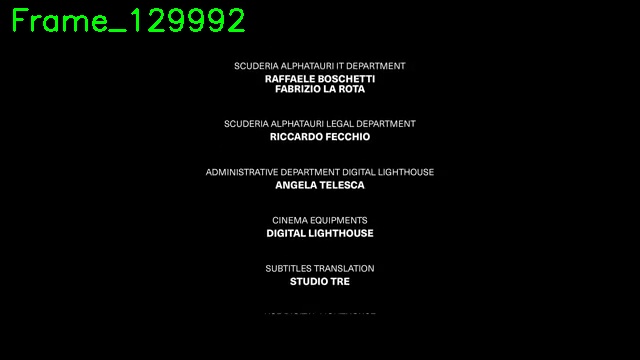 Frame_129992
SCUDERIA ALPHATAURI IT DEPARTMENT
RAFFAELE BOSCHETTI
FABRIZIO LA ROTA
SCUDERIA ALPHATAURI LEGAL DEPARTMENT
RICCARDO FECCHIO
ADMINISTRATIVE DEPARTMENT DIGITAL LIGHTHOUSE
ANGELA TELESCA
CINEMA EQUIPMENTS
DIGITAL LIGHTHOUSE
SUBTITLES TRANSLATION
STUDIO TRE